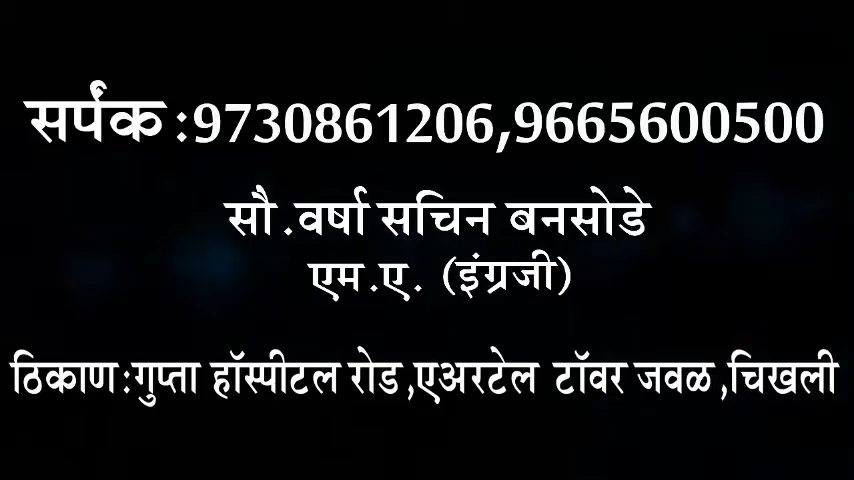 सर्पंक :9730861206,9665600500
सौ.वर्षा सचिन बनसोडे
एम.ए. (इंग्रजी)
ठिकाण:गुप्ता हॉस्पीटल रोड,एअरटेल टॉवर जवळ,चिखली